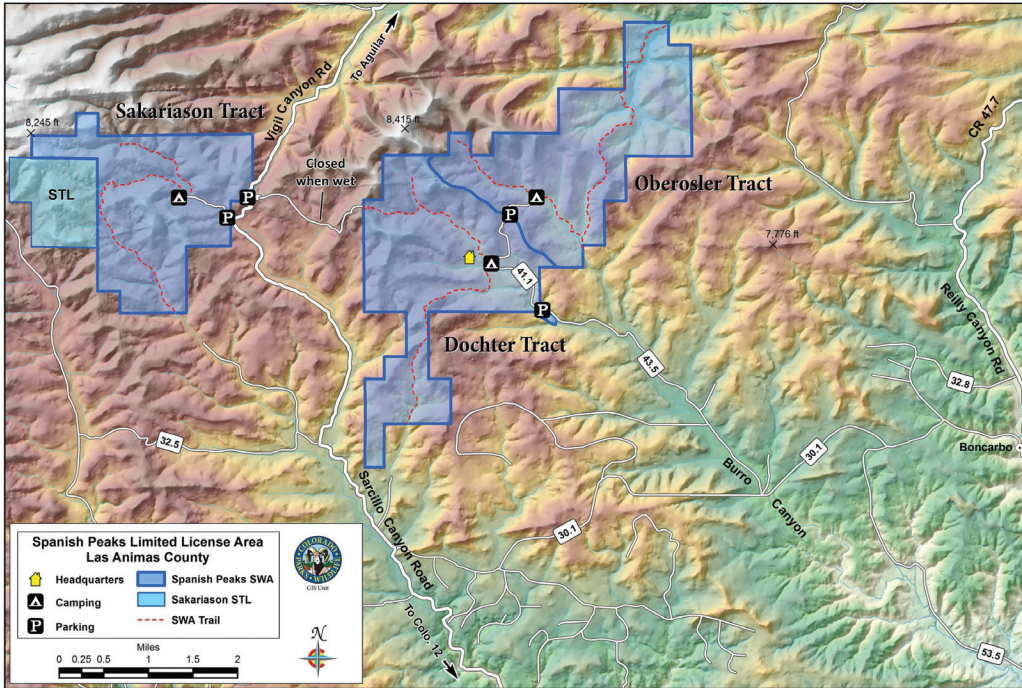 To Aguilar
Vigil Canyon Rd
Sakariason Tract
8,245 ft
8,415 ft
CR 47.7
Closed
when wet
STL
P
P
Oberosler Tract
P
7,776 ft
41.1
P
Reilly Canyon Rd
Dochter Tract
43.5
32.8
32.5
30.1
Boncarbo
Burro
Canyon
Sarcillo Canyon Road
30.1
To Colo. 12
53.5
Spanish Peaks Limited License Area
Las Animas County
Headquarters
Spanish Peaks SWA
Camping
Sakariason STL
P Parking
SWA Trail
COLORADO
PARKS & WILDLIFE
GIS Unit
Miles
0 0.25 0.5 1 1.5 2
N